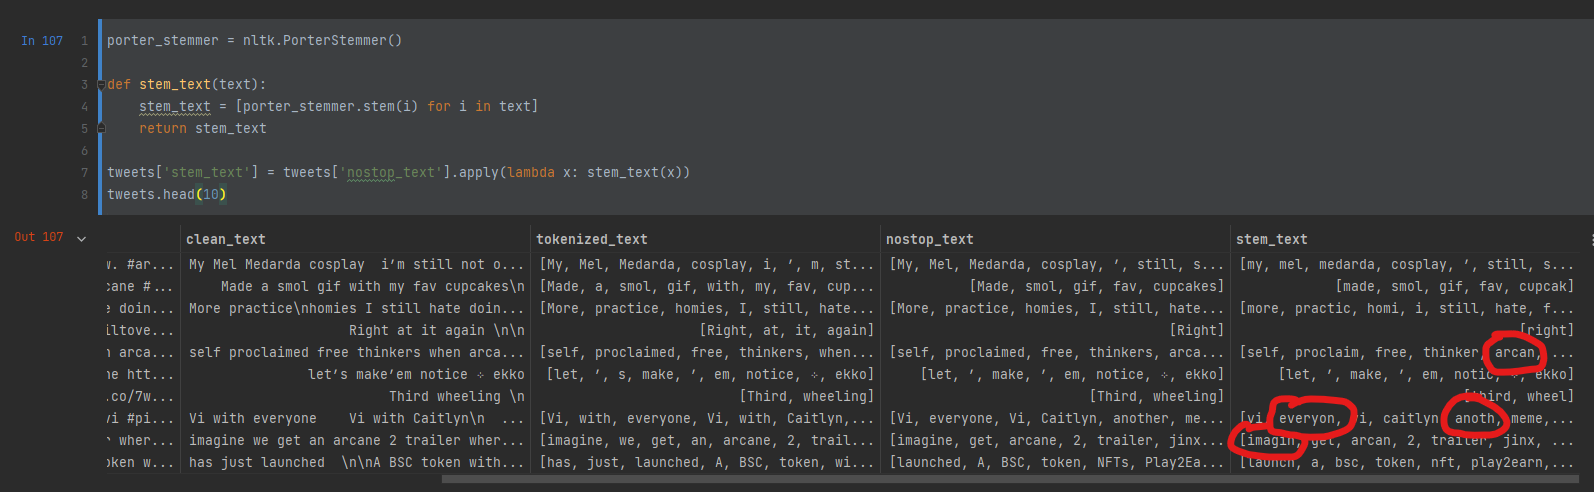 In 107
1 porter_stemmer = nltk.PorterStemmer()
2
3 def stem_text(text):
4 stem_text = [porter_stemmer.stem(i) for i in text]
5 return stem_text
6
7 tweets['stem_text'] = tweets['nostop_text'].apply(lambda x: stem_text(x))
8 tweets.head(10)
Out 107
clean_text tokenized_text nostop_text stem_text
w. #ar... My Mel Medarda cosplay i’m still not o... [My, Mel, Medarda, cosplay, i, ’, m, st... [My, Mel, Medarda, cosplay, ’, still, s... [my, mel, medarda, cosplay, ’, still, s...
cane #... Made a smol gif with my fav cupcakes\n [Made, a, smol, gif, with, my, fav, cup... [Made, smol, gif, fav, cupcakes] [made, smol, gif, fav, cupcak]
e doin... More practice\nhomies I still hate doin... [More, practice, homies, I, still, hate... [More, practice, homies, I, still, hate... [more, practic, homi, i, still, hate, f...
iltove... Right at it again \n\n [Right, at, it, again] [Right] [right]
n arca... self proclaimed free thinkers when arca... [self, proclaimed, free, thinkers, when... [self, proclaimed, free, thinkers, arca... [self, proclaim, free, thinker, arcan, ...
ne htt... let’s make’em notice ⁘ ekko [let, ’, s, make, ’, em, notice, ⁘, ekko] [let, ’, make, ’, em, notice, ⁘, ekko] [let, ’, make, ’, em, notic, ⁘, ekko]
.co/7w... Third wheeling \n [Third, wheeling] [Third, wheeling] [third, wheel]
vi #pi... Vi with everyone Vi with Caitlyn\n ... [Vi, with, everyone, Vi, with, Caitlyn,... [Vi, everyone, Vi, Caitlyn, another, me... [vi, everyon, vi, caitlyn, anoth, meme,...
r wher... imagine we get an arcane 2 trailer wher... [imagine, we, get, an, arcane, 2, trail... [imagine, get, arcane, 2, trailer, jinx... [imagin, get, arcan, 2, trailer, jinx, ...
oken w... has just launched \n\nA BSC token with... [has, just, launched, A, BSC, token, wi... [launched, A, BSC, token, NFTs, Play2Ea... [launch, a, bsc, token, nft, play2earn,...